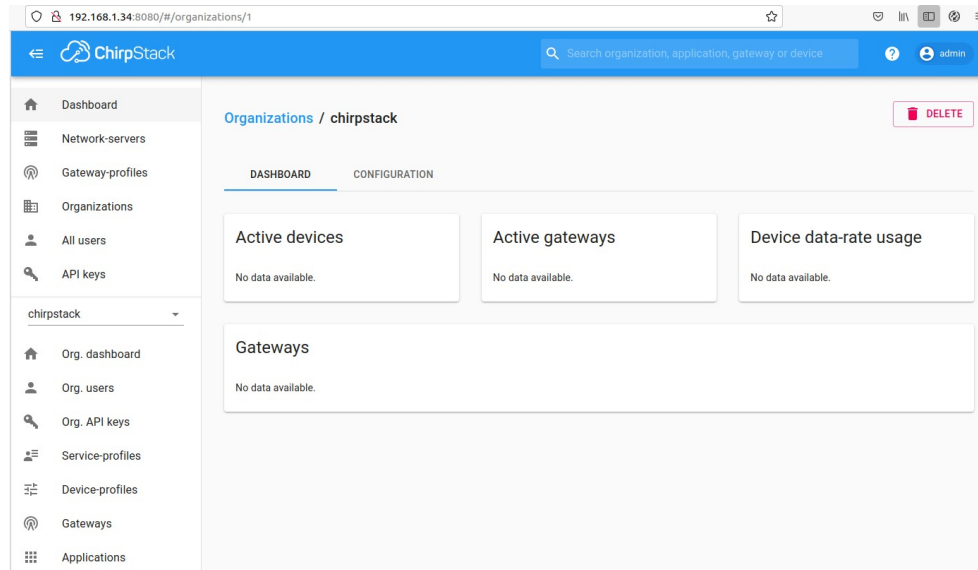 192.168.1.34:8080/#/organizations/1
ChirpStack
Search organization, application, gateway or device
?
admin
Dashboard
Network-servers
Gateway-profiles
Organizations
All users
API keys
chirpstack
Org. dashboard
Org. users
Org. API keys
Service-profiles
Device-profiles
Gateways
Applications
Organizations / chirpstack
DELETE
DASHBOARD CONFIGURATION
Active devices
No data available.
Active gateways
No data available.
Device data-rate usage
No data available.
Gateways
No data available.